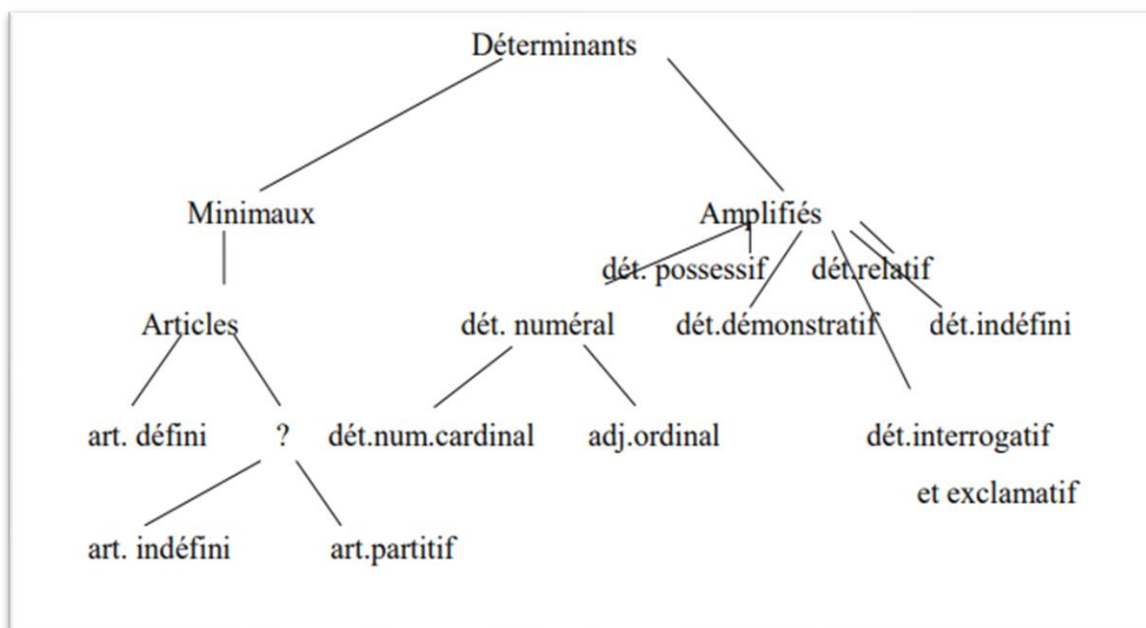 Déterminants
Minimaux Amplifiés
dét. possessif dét.relatif
Articles dét. numéral dét.démonstratif dét.indéfini
art. défini ? dét.num.cardinal adj.ordinal dét.interrogatif
et exclamatif
art. indéfini art.partitif